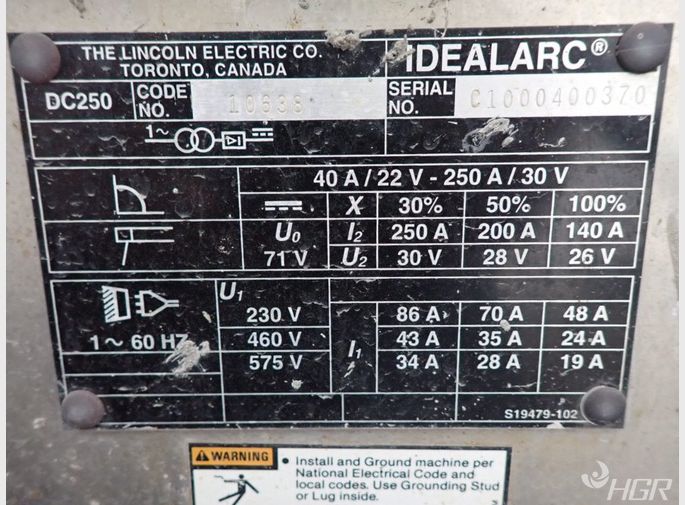 THE LINCOLN ELECTRIC CO.
TORONTO, CANADA
IDEALARC®
DC250
CODE NO.
10638
SERIAL NO.
C1000400370
1~
40 A / 22 V - 250 A / 30 V
X 30% 50% 100%
U0 I2 250 A 200 A 140 A
71 V U2 30 V 28 V 26 V
U1
230 V 86 A 70 A 48 A
1 ~ 60 HZ 460 V I1 43 A 35 A 24 A
575 V 34 A 28 A 19 A
S19479-102
WARNING
• Install and Ground machine per
National Electrical Code and
local codes. Use Grounding Stud
or Lug inside.
HGR